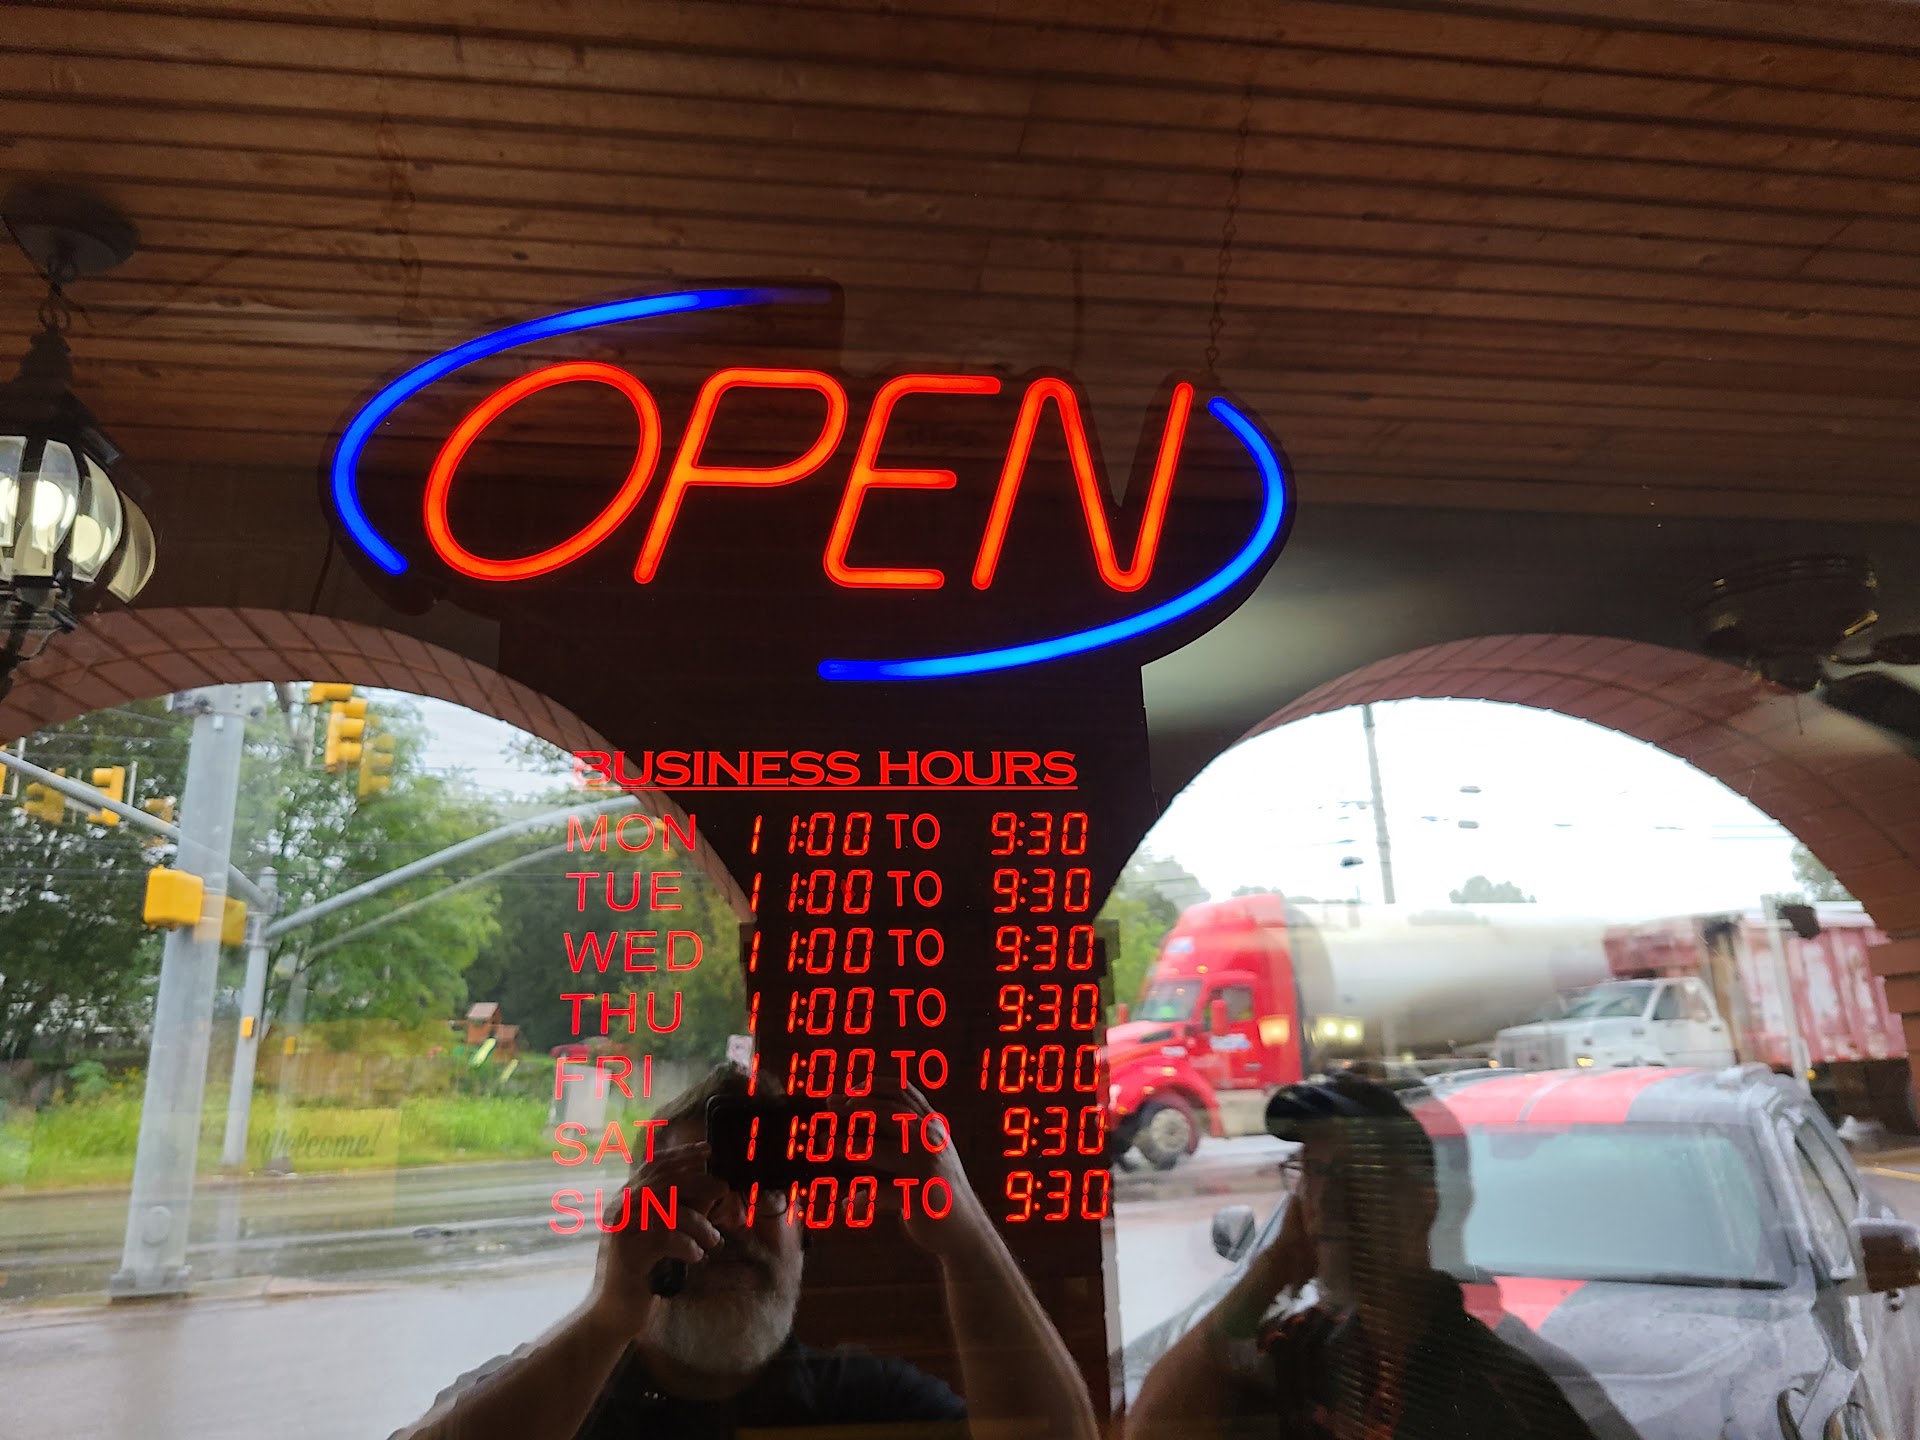 OPEN
BUSINESS HOURS
MON 11:00 TO 9:30
TUE 11:00 TO 9:30
WED 11:00 TO 9:30
THU 11:00 TO 9:30
FRI 11:00 TO 10:00
SAT 11:00 TO 9:30
SUN 11:00 TO 9:30
Welcome!